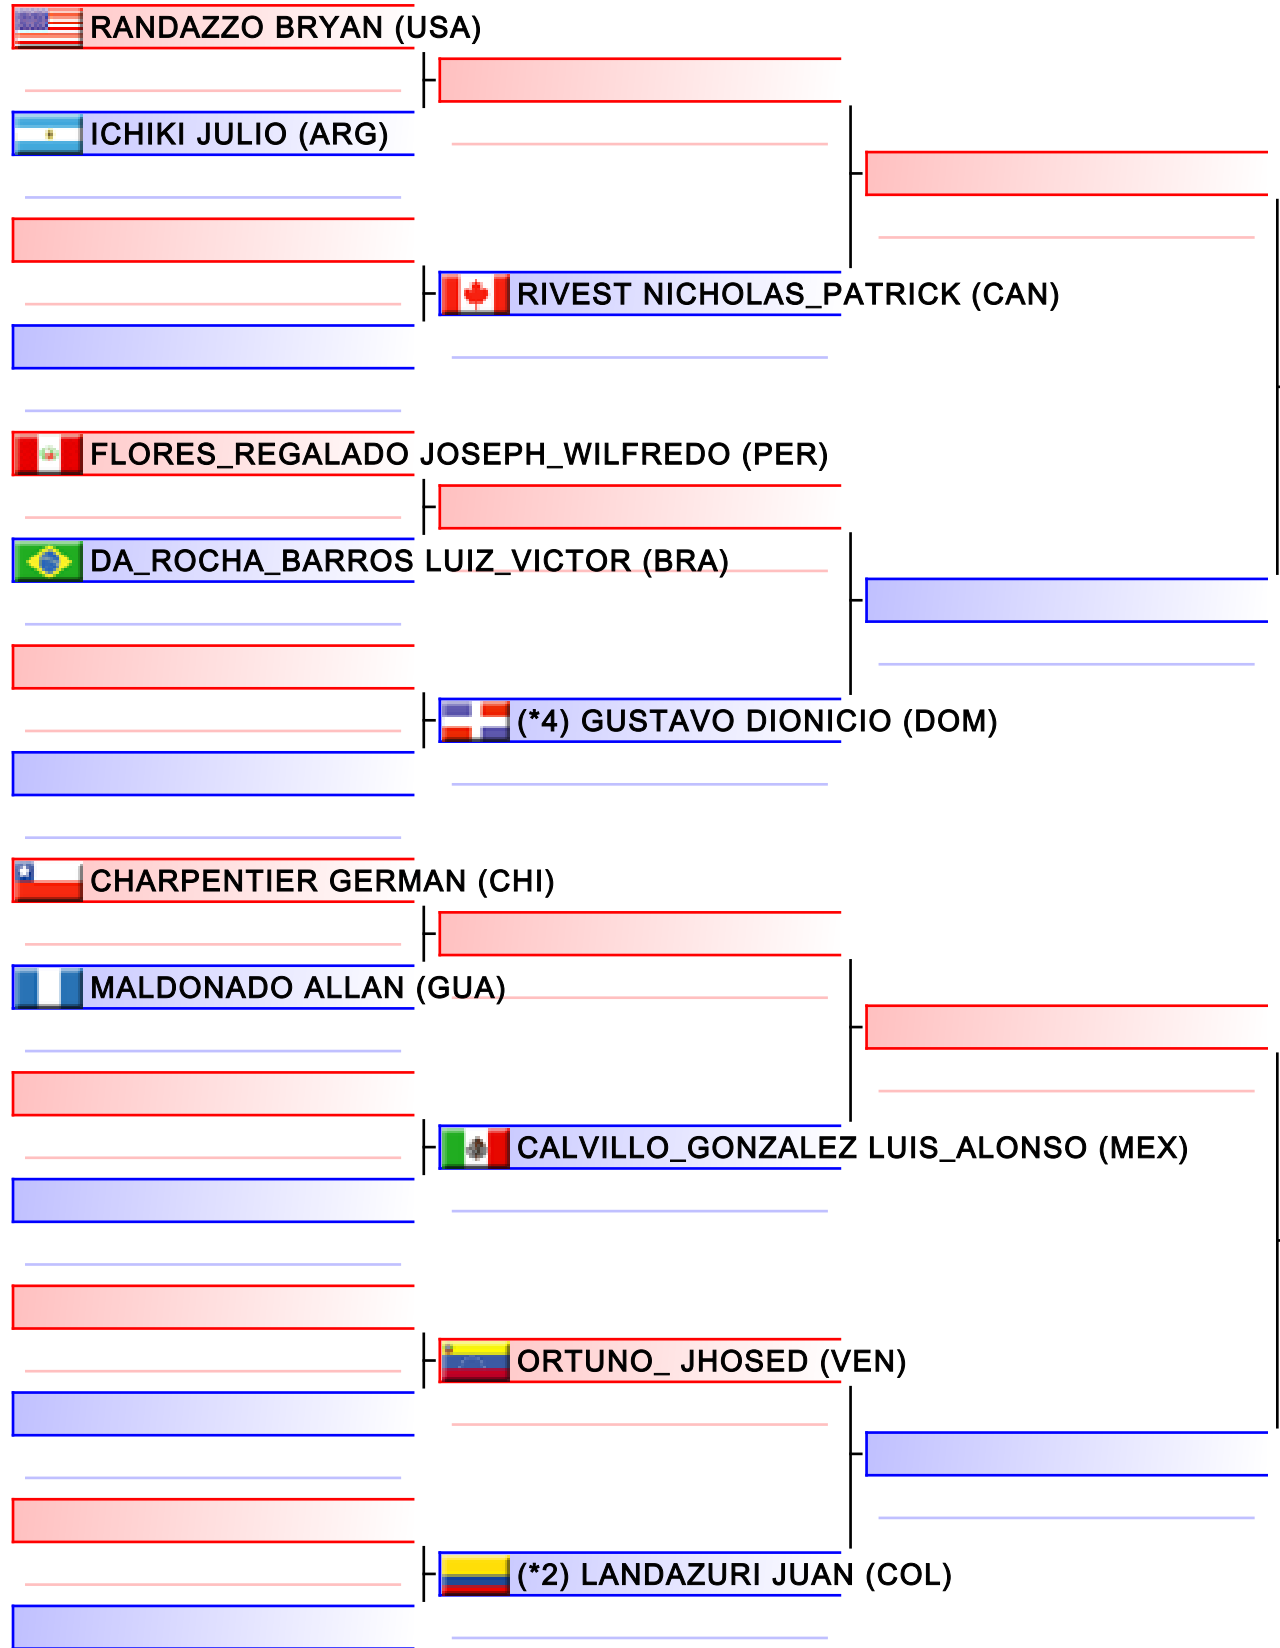 RANDAZZO BRYAN (USA)
ICHIKI JULIO (ARG)
RIVEST NICHOLAS_PATRICK (CAN)
FLORES_REGALADO JOSEPH_WILFREDO (PER)
DA_ROCHA_BARROS LUIZ_VICTOR (BRA)
(*4) GUSTAVO DIONICIO (DOM)
CHARPENTIER GERMAN (CHI)
MALDONADO ALLAN (GUA)
CALVILLO_GONZALEZ LUIS_ALONSO (MEX)
ORTUNO_ JHOSED (VEN)
(*2) LANDAZURI JUAN (COL)